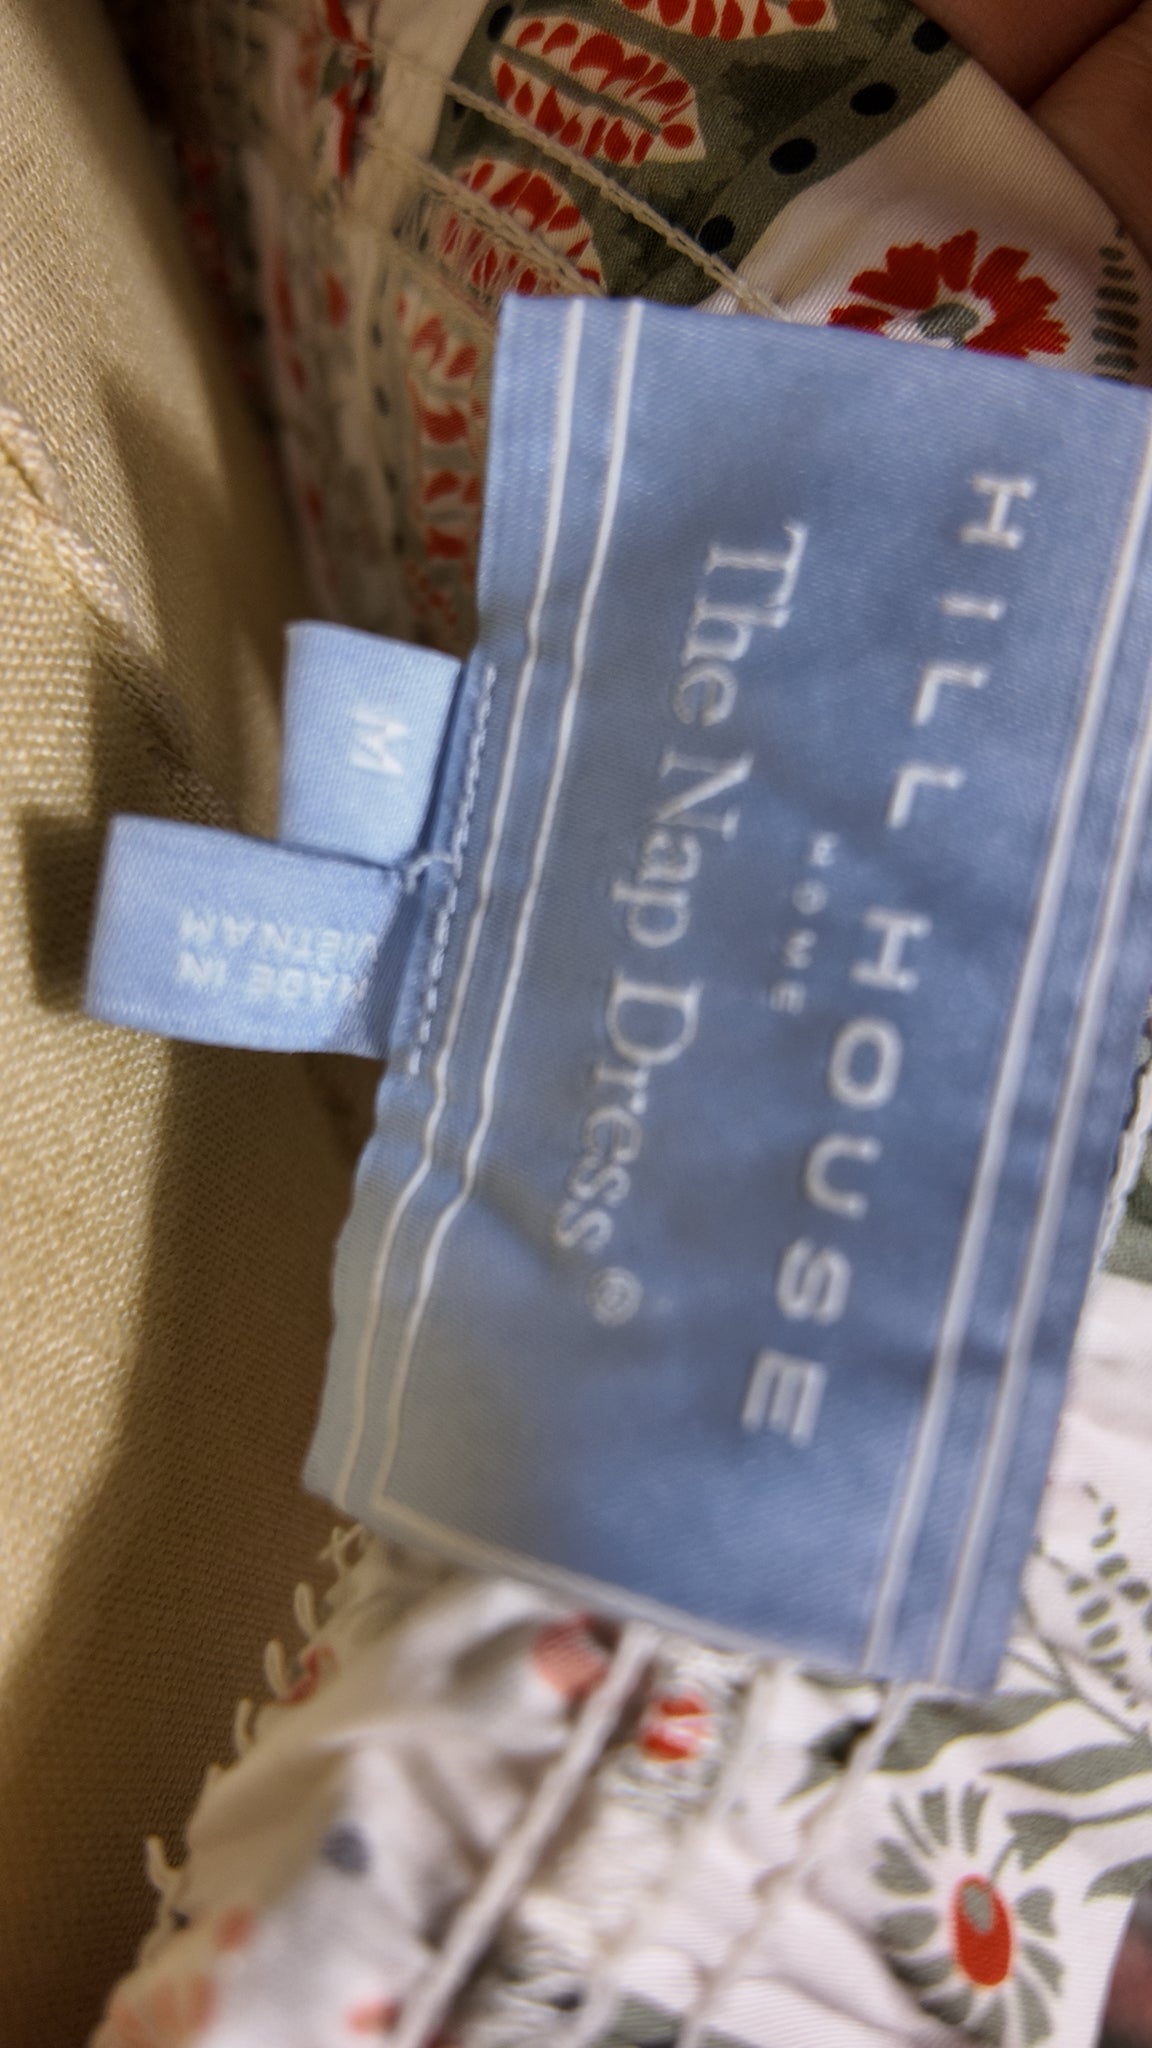 HILL HOUSE
HOME
The Nap Dress®
M
MADE IN
VIETNAM